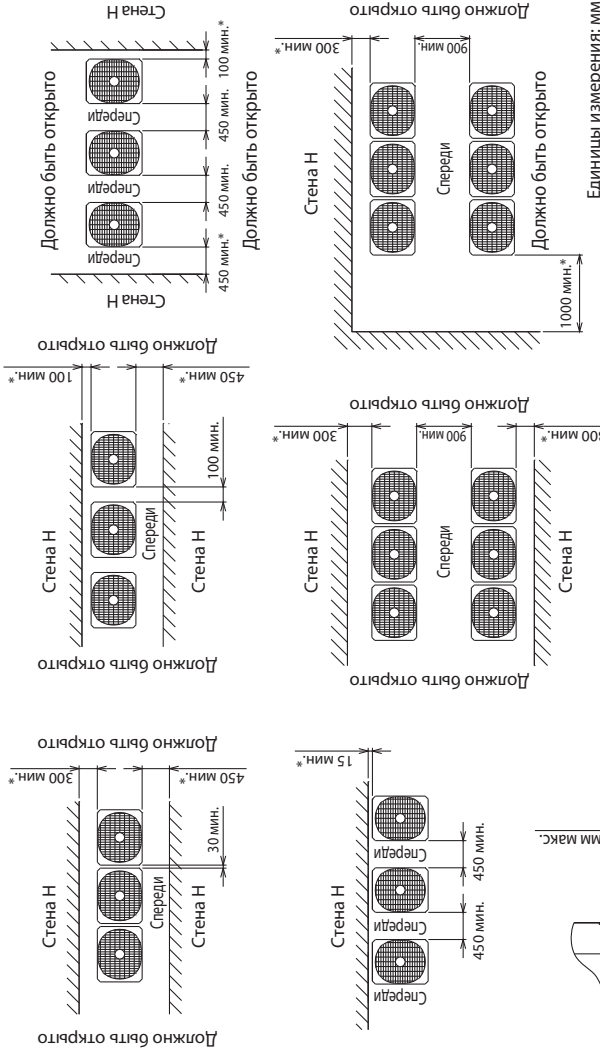 Стена Н
Должно быть открыто
Спереди
Спереди
Спереди
Стена Н
450 мин.*
450 мин.
450 мин.
100 мин.*
Должно быть открыто
Стена Н
Должно быть открыто
300 мин.*
900 мин.
Спереди
Должно быть открыто
1000 мин.*
Единицы измерения: мм
Должно быть открыто
100 мин.*
450 мин.*
Стена Н
Спереди
100 мин.
Стена Н
Должно быть открыто
Должно быть открыто
300 мин.*
900 мин.
Стена Н
Спереди
мин.*
Стена Н
Должно быть открыто
Должно быть открыто
300 мин.*
450 мин.*
Стена Н
Спереди
30 мин.
Стена Н
Должно быть открыто
15 мин.*
Стена Н
Спереди
Спереди
Спереди
450 мин.
450 мин.
мм макс.